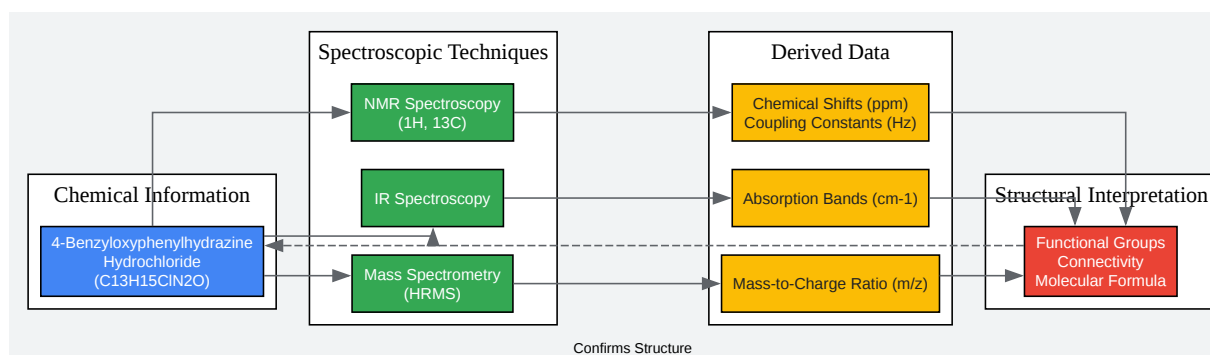 Chemical Information
4-Benzyloxyphenylhydrazine
Hydrochloride
(C13H15ClN2O)
Spectroscopic Techniques
NMR Spectroscopy
(1H, 13C)
IR Spectroscopy
Mass Spectrometry
(HRMS)
Derived Data
Chemical Shifts (ppm)
Coupling Constants (Hz)
Absorption Bands (cm-1)
Mass-to-Charge Ratio (m/z)
Structural Interpretation
Functional Groups
Connectivity
Molecular Formula
Confirms Structure